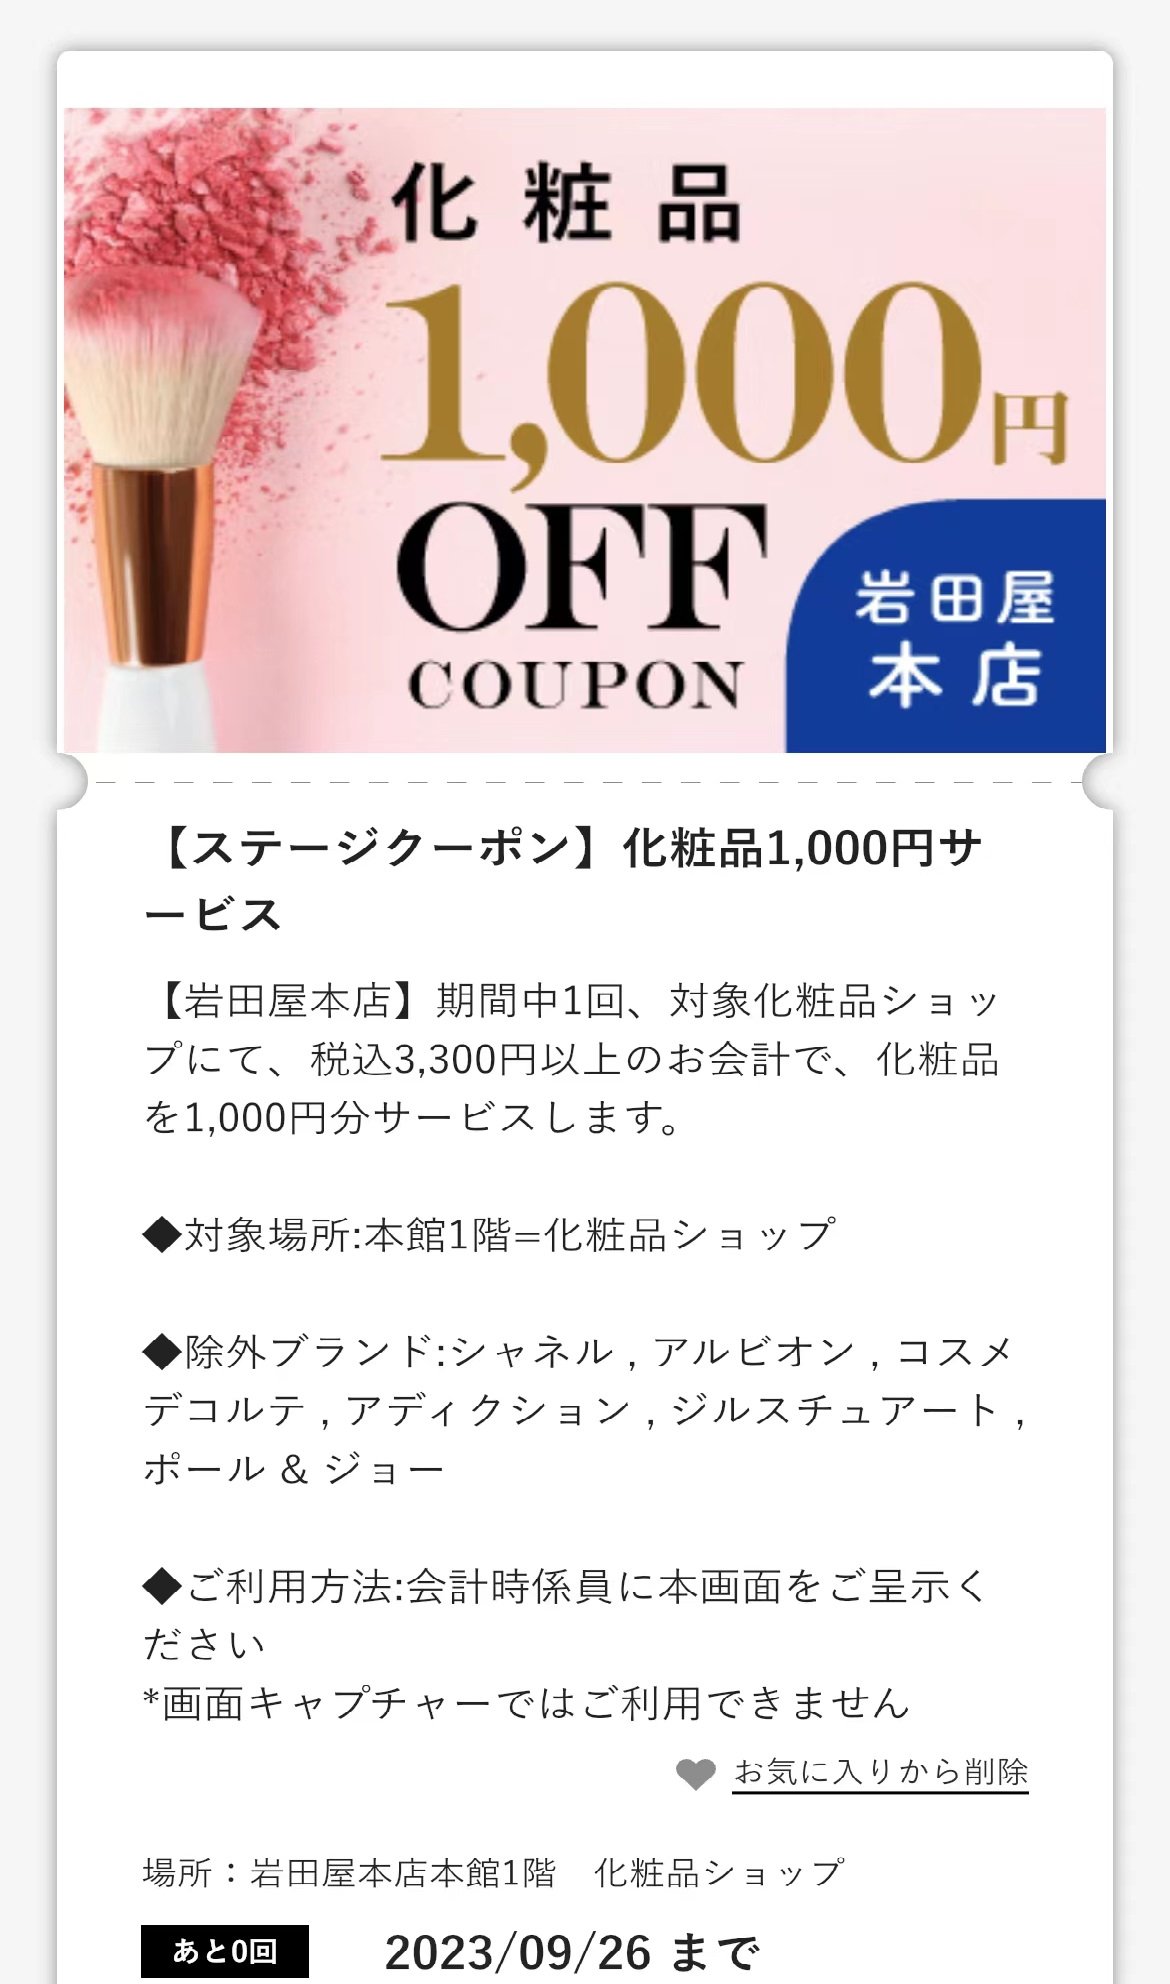 化粧品
1,000円
OFF
COUPON
岩田屋
本店
【ステージクーポン】化粧品1,000円サ
ービス
【岩田屋本店】期間中1回、対象化粧品ショッ
プにて、税込3,300円以上のお会計で、化粧品
を1,000円分サービスします。
◆対象場所:本館1階=化粧品ショップ
◆除外ブランド:シャネル , アルビオン , コスメ
デコルテ , アディクション , ジルスチュアート ,
ポール & ジョー
◆ご利用方法:会計時係員に本画面をご呈示く
ださい
*画面キャプチャーではご利用できません
お気に入りから削除
場所：岩田屋本店本館1階　化粧品ショップ
あと0回 2023/09/26 まで